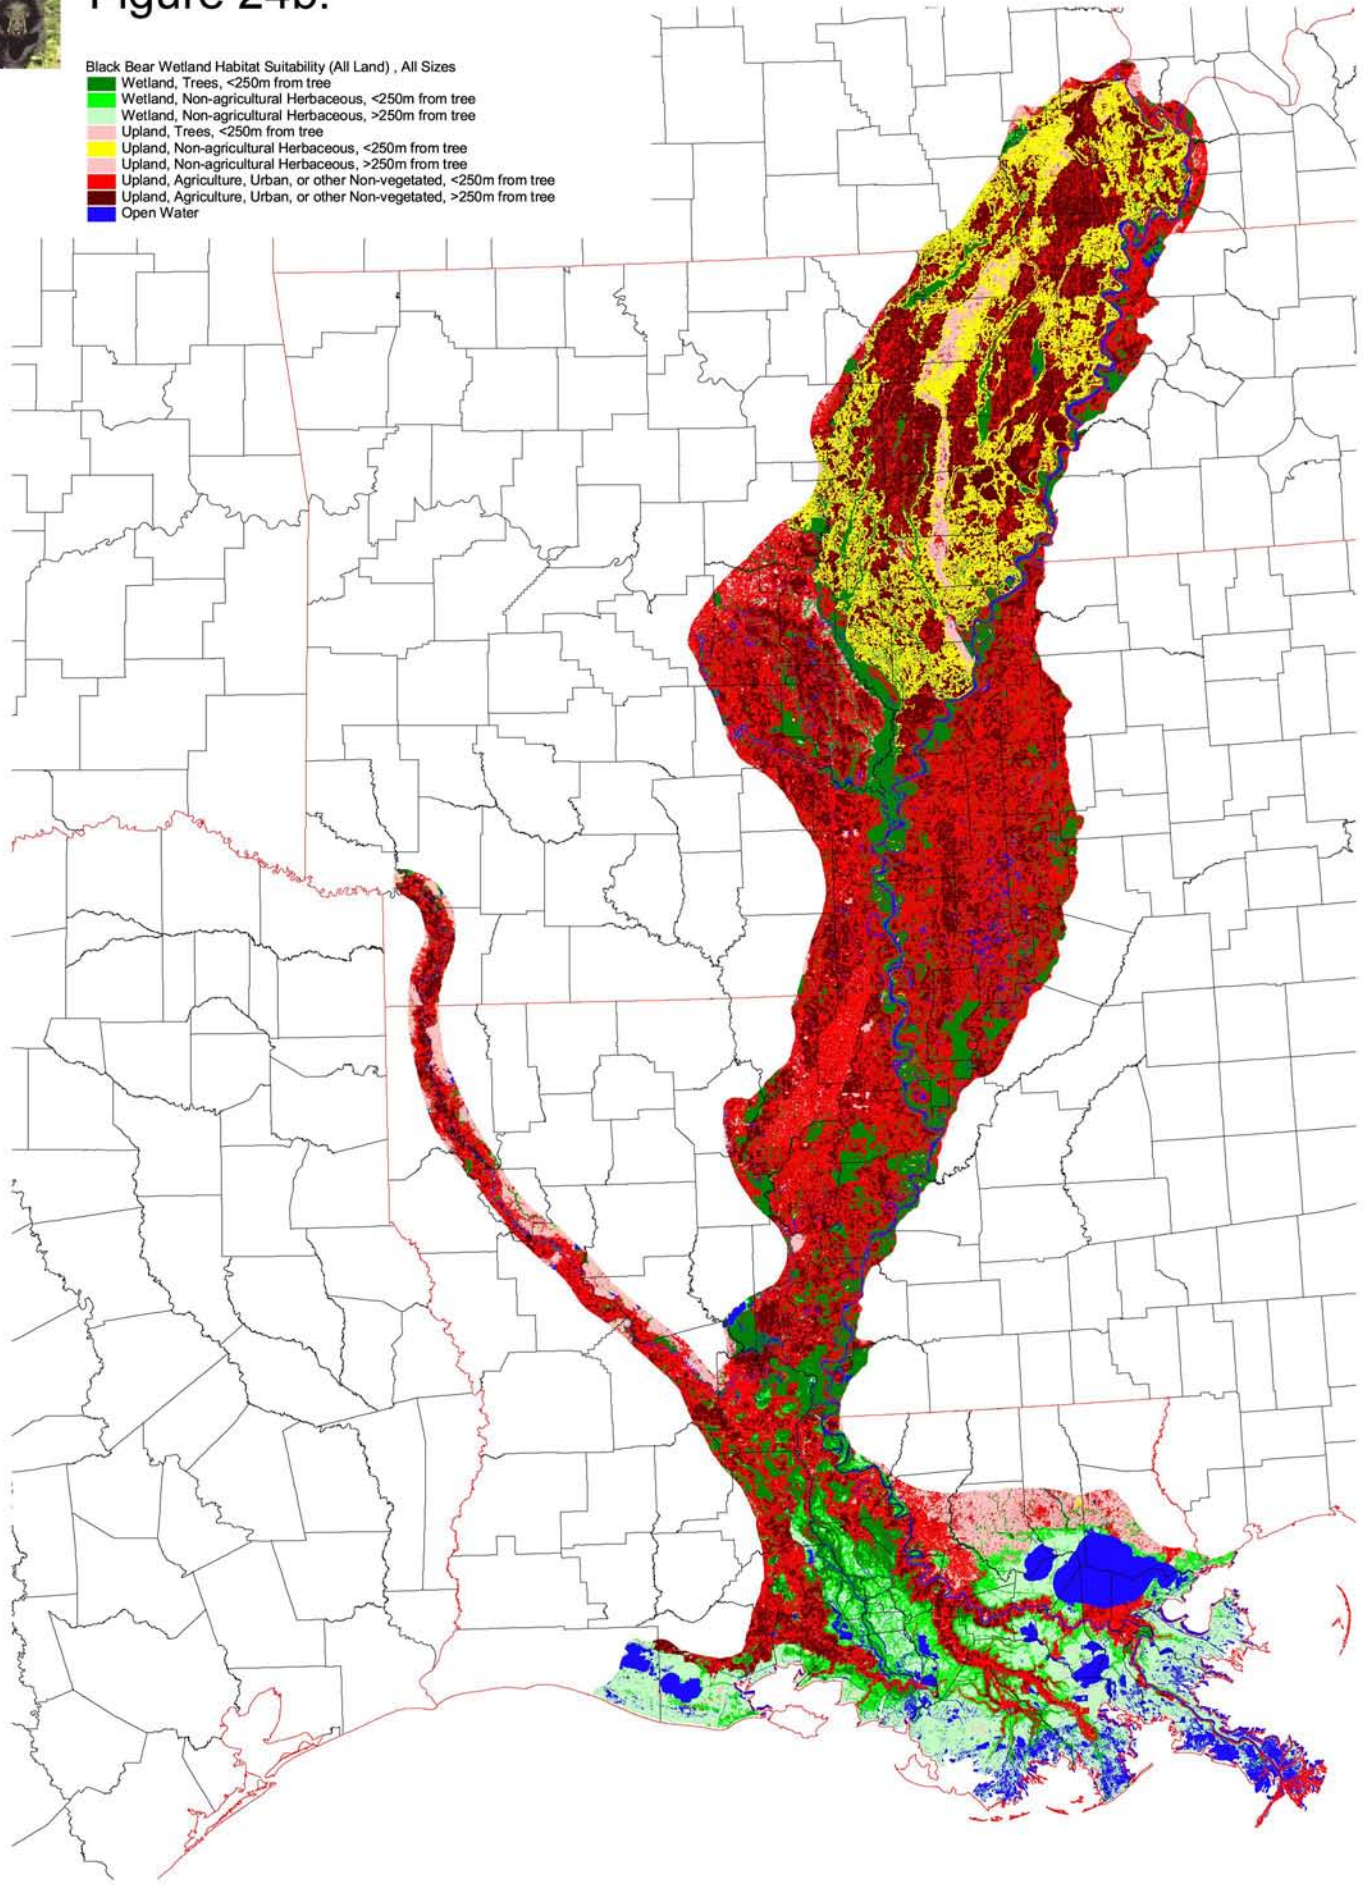 Figure 24b.
Black Bear Wetland Habitat Suitability (All Land) , All Sizes
Wetland, Trees, <250m from tree
Wetland, Non-agricultural Herbaceous, <250m from tree
Wetland, Non-agricultural Herbaceous, >250m from tree
Upland, Trees, <250m from tree
Upland, Non-agricultural Herbaceous, <250m from tree
Upland, Non-agricultural Herbaceous, >250m from tree
Upland, Agriculture, Urban, or other Non-vegetated, <250m from tree
Upland, Agriculture, Urban, or other Non-vegetated, >250m from tree
Open Water